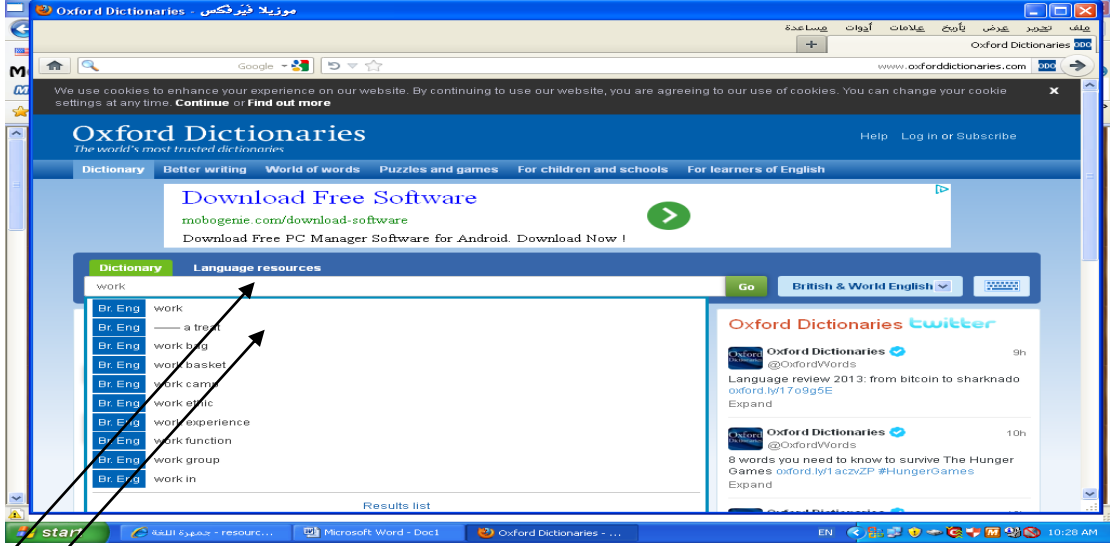 Oxford Dictionaries - موزيلا فَيَرفُكس
ملف تحرير عرض تأريخ علامات أدوات مساعدة
Oxford Dictionaries
Google
www.oxforddictionaries.com
We use cookies to enhance your experience on our website. By continuing to use our website, you are agreeing to our use of cookies. You can change your cookie
settings at any time. Continue or Find out more
Oxford Dictionaries
The world's most trusted dictionaries
Help Log in or Subscribe
Dictionary Better writing World of words Puzzles and games For children and schools For learners of English
Download Free Software
mobogenie.com/download-software
Download Free PC Manager Software for Android. Download Now !
Dictionary Language resources
work
Go British & World English
Br. Eng work
Br. Eng —— a treat
Br. Eng work bag
Br. Eng work basket
Br. Eng work camp
Br. Eng work ethic
Br. Eng work experience
Br. Eng work function
Br. Eng work group
Br. Eng work in
Results list
Oxford Dictionaries twitter
Oxford Dictionaries 9h
@OxfordWords
Language review 2013: from bitcoin to sharknado
oxford.ly/17o9g5E
Expand
Oxford Dictionaries 10h
@OxfordWords
8 words you need to know to survive The Hunger
Games oxford.ly/1aczvZP #HungerGames
Expand
start
جمهرة اللغة - resourc...
Microsoft Word - Doc1
Oxford Dictionaries - ...
EN
10:28 AM